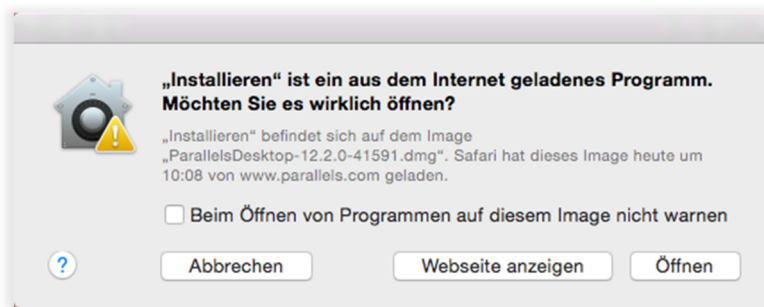 „Installieren“ ist ein aus dem Internet geladenes Programm.
Möchten Sie es wirklich öffnen?
„Installieren“ befindet sich auf dem Image
„ParallelsDesktop-12.2.0-41591.dmg“. Safari hat dieses Image heute um
10:08 von www.parallels.com geladen.
Beim Öffnen von Programmen auf diesem Image nicht warnen
? Abbrechen Webseite anzeigen Öffnen